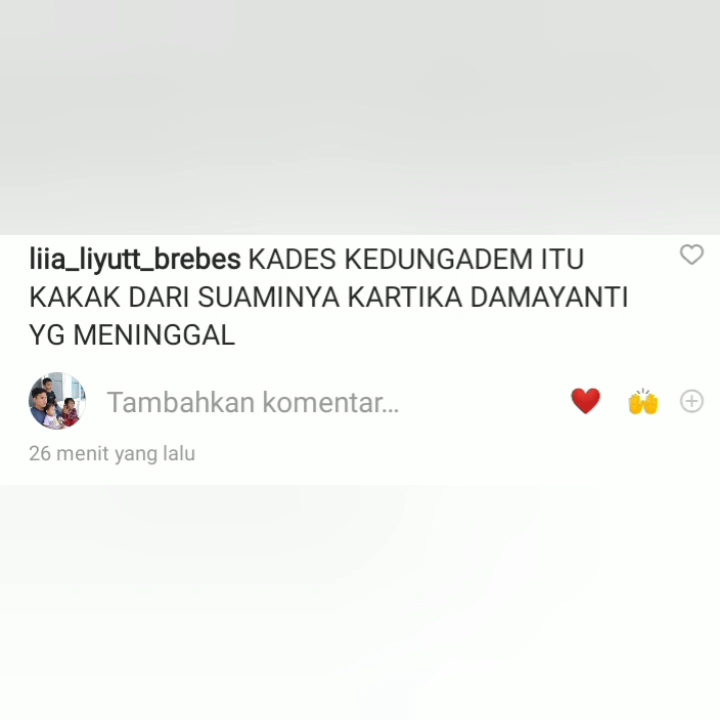 liia_liyutt_brebes KADES KEDUNGADEM ITU
KAKAK DARI SUAMINYA KARTIKA DAMAYANTI
YG MENINGGAL
Tambahkan komentar...
26 menit yang lalu